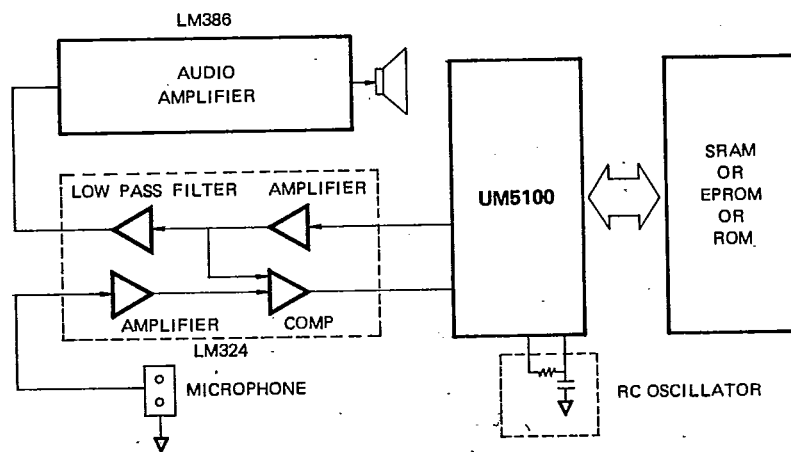 LM386
AUDIO
AMPLIFIER
LOW PASS FILTER
AMPLIFIER
AMPLIFIER
COMP
LM324
MICROPHONE
UM5100
SRAM
OR
EPROM
OR
ROM
RC OSCILLATOR